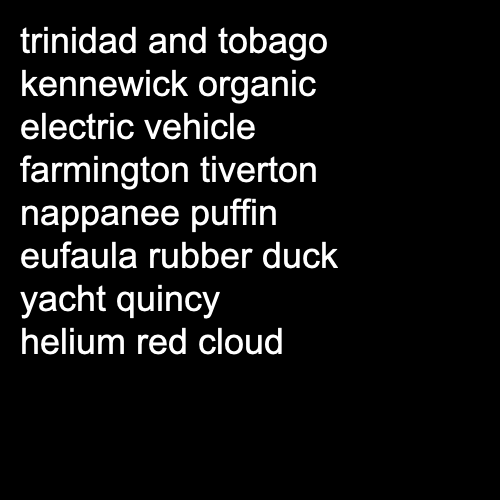 trinidad and tobago
kennewick organic
electric vehicle
farmington tiverton
nappanee puffin
eufaula rubber duck
yacht quincy
helium red cloud